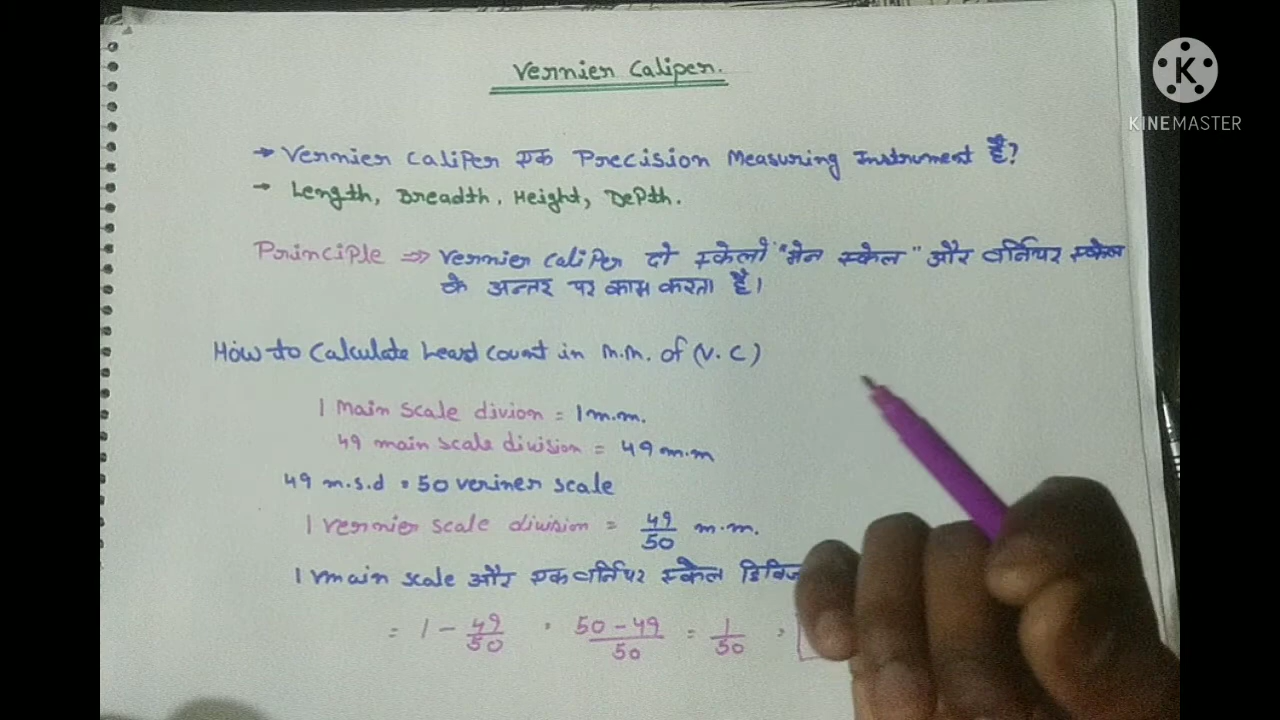 Vernier Caliper.
KINEMASTER
→ Vernier Caliper एक Precision Measuring Instrument है?
→ Length, Breadth, Height, Depth.
Principle ⇒ Vernier Caliper दो स्केलो "मेन स्केल" और वर्नियर स्केल
के अन्तर पर काम करता है।
How to Calculate Least Count in m.m. of (V.C)
1 Main scale divion = 1 m.m.
49 main scale division = 49 m.m
49 m.s.d = 50 veriner scale
1 vernier scale division = 49/50 m.m.
1 main scale और एक वर्नियर स्केल
= 1 - 49/50 , 50-49/50 = 1/50 ,